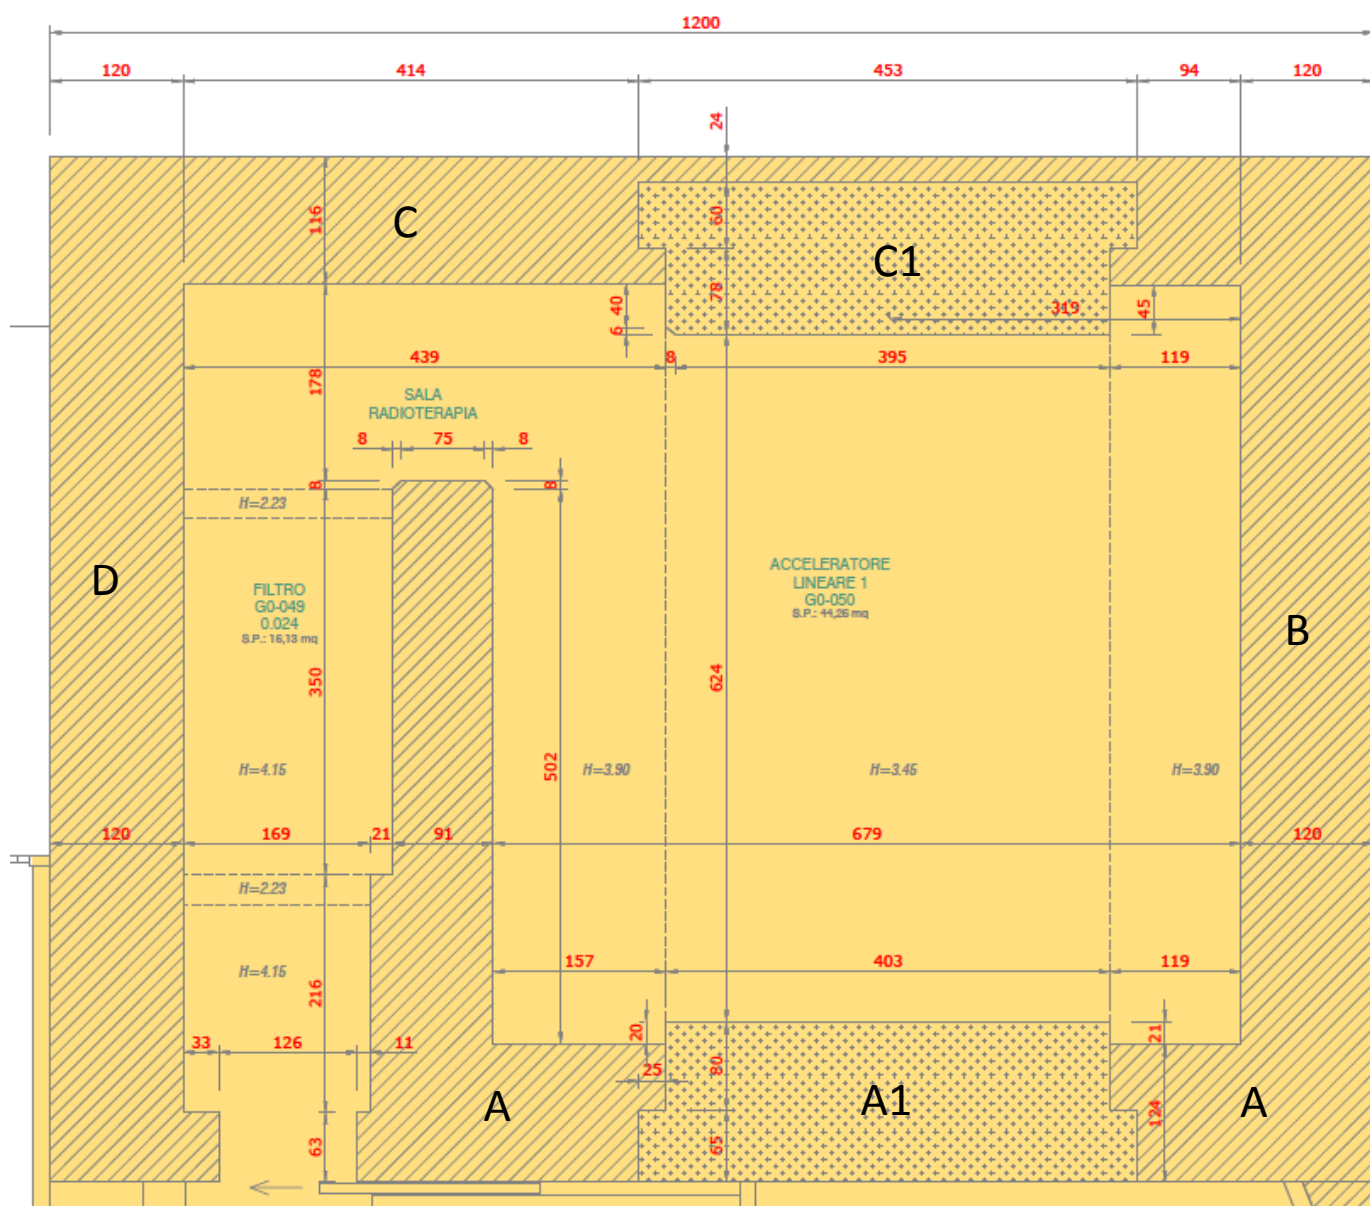 1200
120
414
453
94
120
24
C
116
60
C1
78
40
6
319
45
439
8
395
119
178
SALA
RADIOTERAPIA
8
75
8
8
8
H=2.23
D
FILTRO
G0-049
0.024
S.P.: 16,13 mq
ACCELERATORE
LINEARE 1
G0-050
S.P.: 44,26 mq
B
350
624
502
H=4.15
H=3.90
H=3.45
H=3.90
120
169
21
91
679
120
H=2.23
H=4.15
157
403
119
216
33
126
11
20
21
25
80
A
A1
A
124
63
65